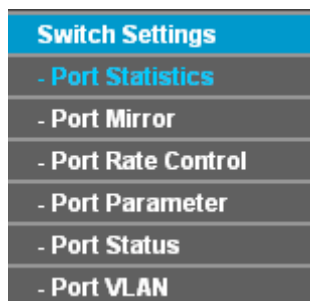 Switch Settings
- Port Statistics
- Port Mirror
- Port Rate Control
- Port Parameter
- Port Status
- Port VLAN